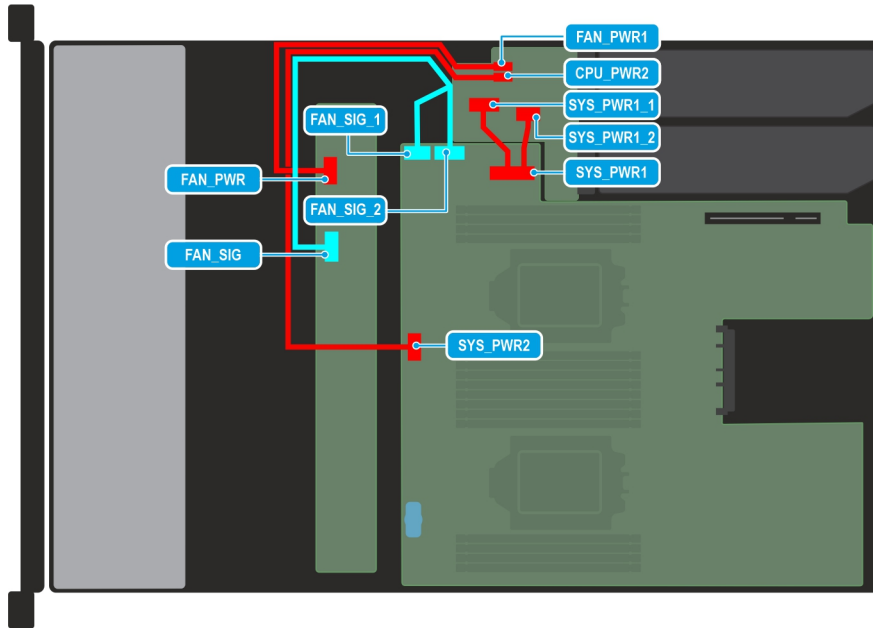 FAN_PWR1
CPU_PWR2
SYS_PWR1_1
FAN_SIG_1
SYS_PWR1_2
SYS_PWR1
FAN_PWR
FAN_SIG_2
FAN_SIG
SYS_PWR2